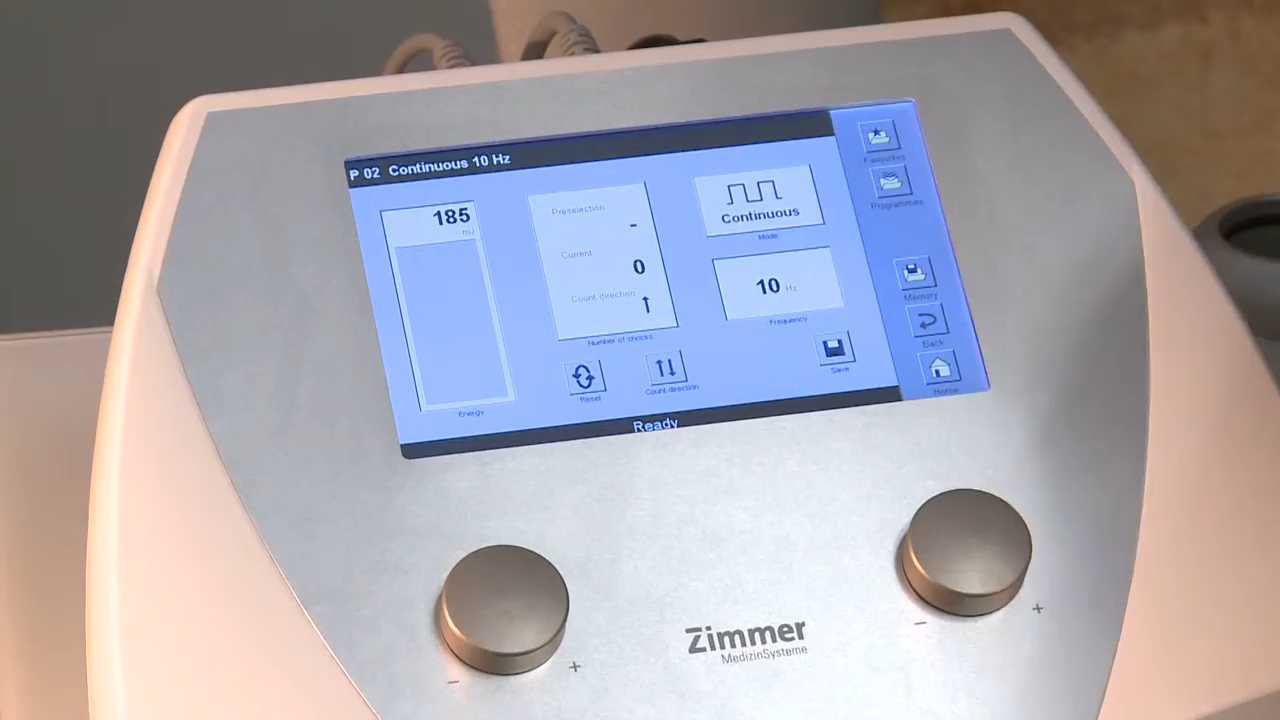 P 02 Continuous 10 Hz
185
mJ
Energy
Preselection
-
Current
0
Count direction
↑
Number of shocks
Reset
Count direction
Continuous
Mode
10 Hz
Frequency
Save
Favourites
Programmes
Memory
Back
Home
Ready
- +
- +
Zimmer
MedizinSysteme